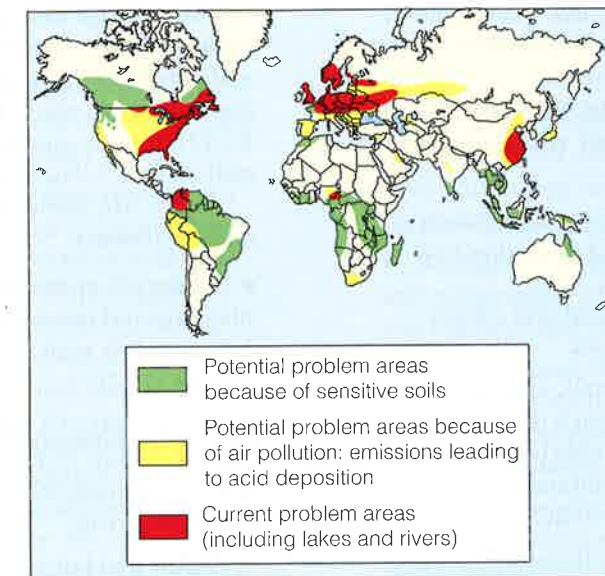 Potential problem areas
because of sensitive soils
Potential problem areas because
of air pollution: emissions leading
to acid deposition
Current problem areas
(including lakes and rivers)